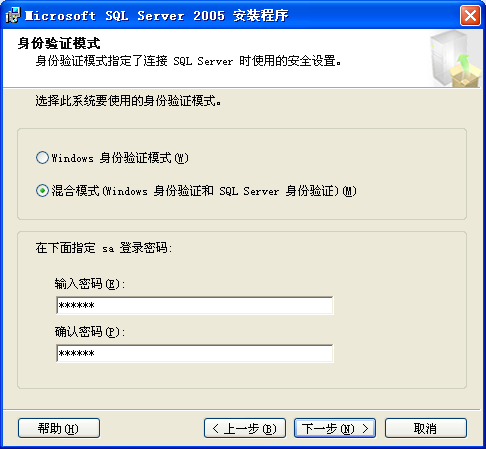 Microsoft SQL Server 2005 安装程序
身份验证模式
身份验证模式指定了连接 SQL Server 时使用的安全设置。
选择此系统要使用的身份验证模式。
Windows 身份验证模式(W)
混合模式(Windows 身份验证和 SQL Server 身份验证)(M)
在下面指定 sa 登录密码:
输入密码(E):
******
确认密码(P):
******
帮助(H)
< 上一步(B)
下一步(N) >
取消